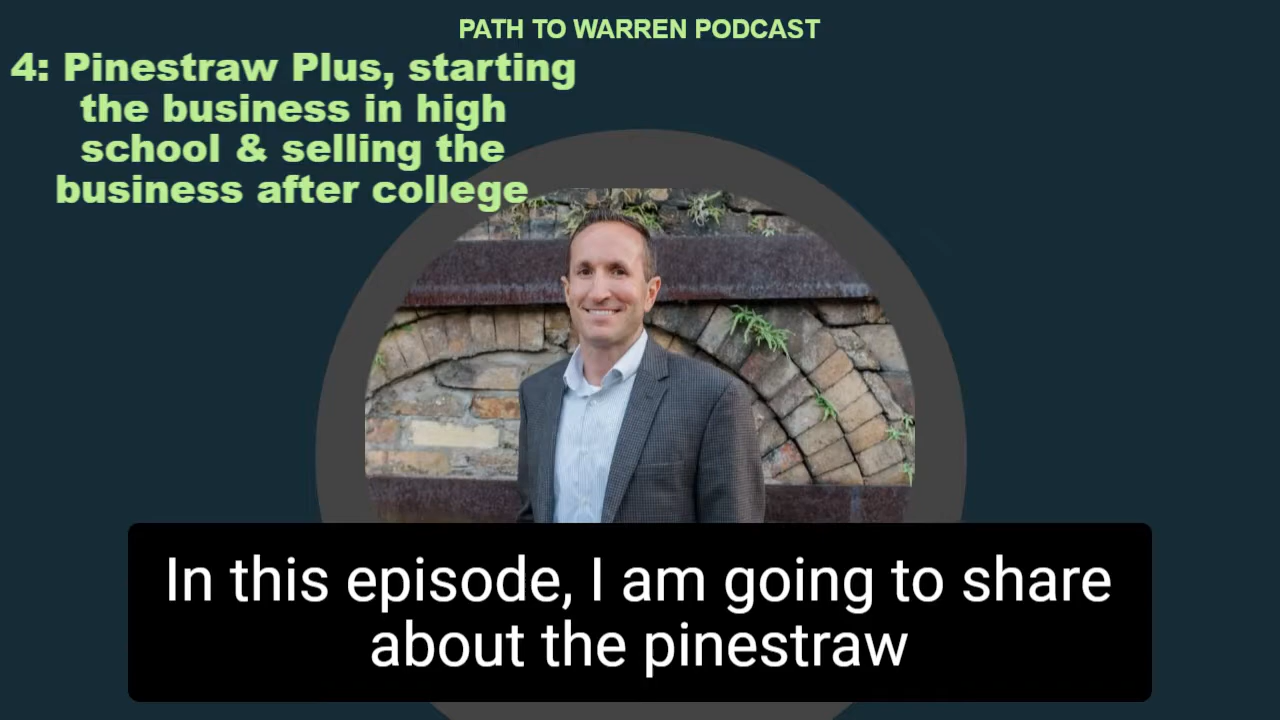 PATH TO WARREN PODCAST
4: Pinestraw Plus, starting
the business in high
school & selling the
business after college
In this episode, I am going to share
about the pinestraw